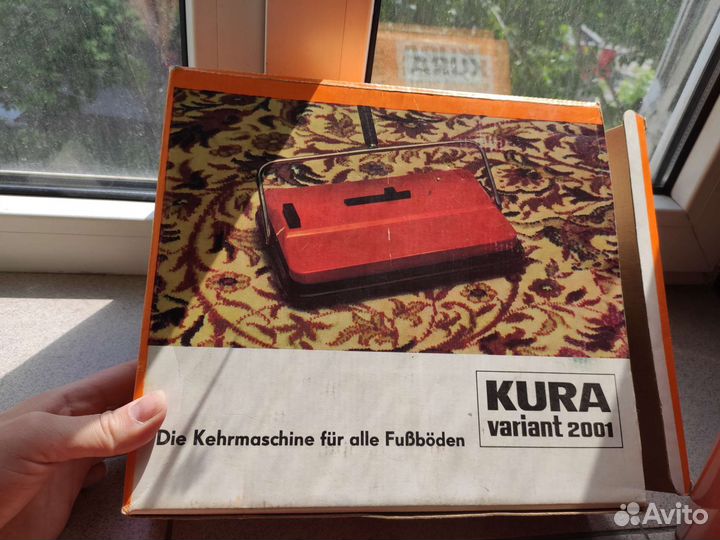 Die Kehrmaschine für alle Fußböden
KURA
variant 2001
Avito